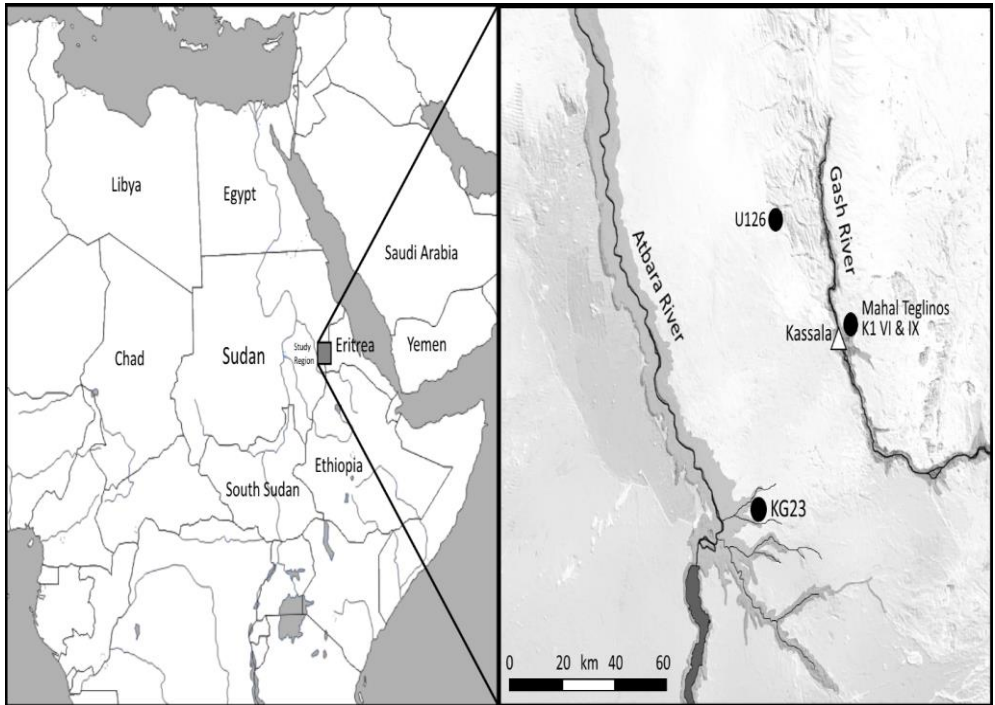 Libya
Egypt
Saudi Arabia
Chad
Sudan
Study
Region
Eritrea
Yemen
Ethiopia
South Sudan
Atbara River
Gash River
U126
Mahal Teglinos
K1 VI & IX
Kassala
KG23
0 20 km 40 60